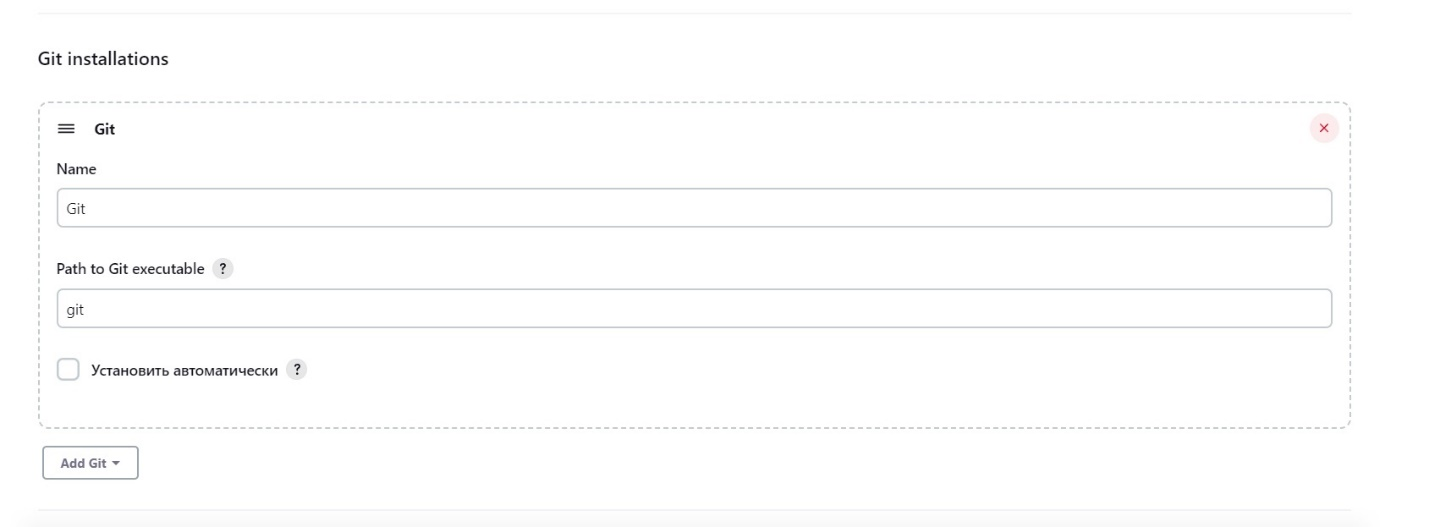 Git installations
Git
Name
Git
Path to Git executable ?
git
Установить автоматически ?
Add Git